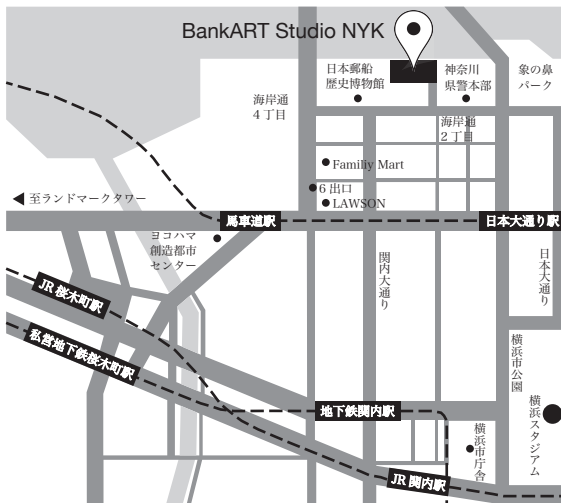 BankART Studio NYK
日本郵船
歴史博物館
神奈川
県警本部
象の鼻
パーク
海岸通
4丁目
海岸通
2丁目
Familiy Mart
6出口
LAWSON
至ランドマークタワー
馬車道駅
日本大通り駅
ヨコハマ
創造都市
センター
関内大通り
日本大通り
JR桜木町駅
私営地下鉄桜木町駅
横浜市公園
横浜スタジアム
地下鉄関内駅
横浜市庁舎
JR関内駅